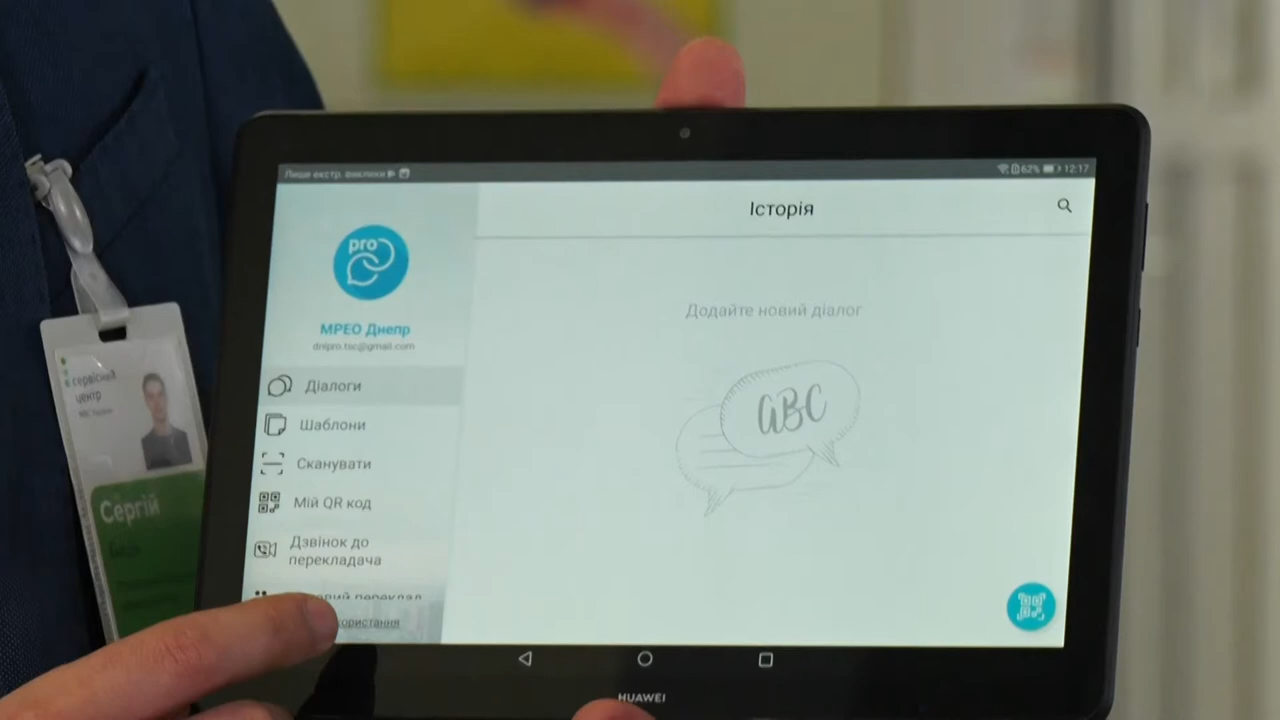 Лише екстр. виклики
62% 12:17
pro
Історія
МРЕО Днепр
dnipro.tsc@gmail.com
Додайте новий діалог
Діалоги
ABC
Шаблони
Сканувати
Мій QR код
Дзвінок до
перекладача
переклад
користання
HUAWEI
сервісний
центр
Сергій